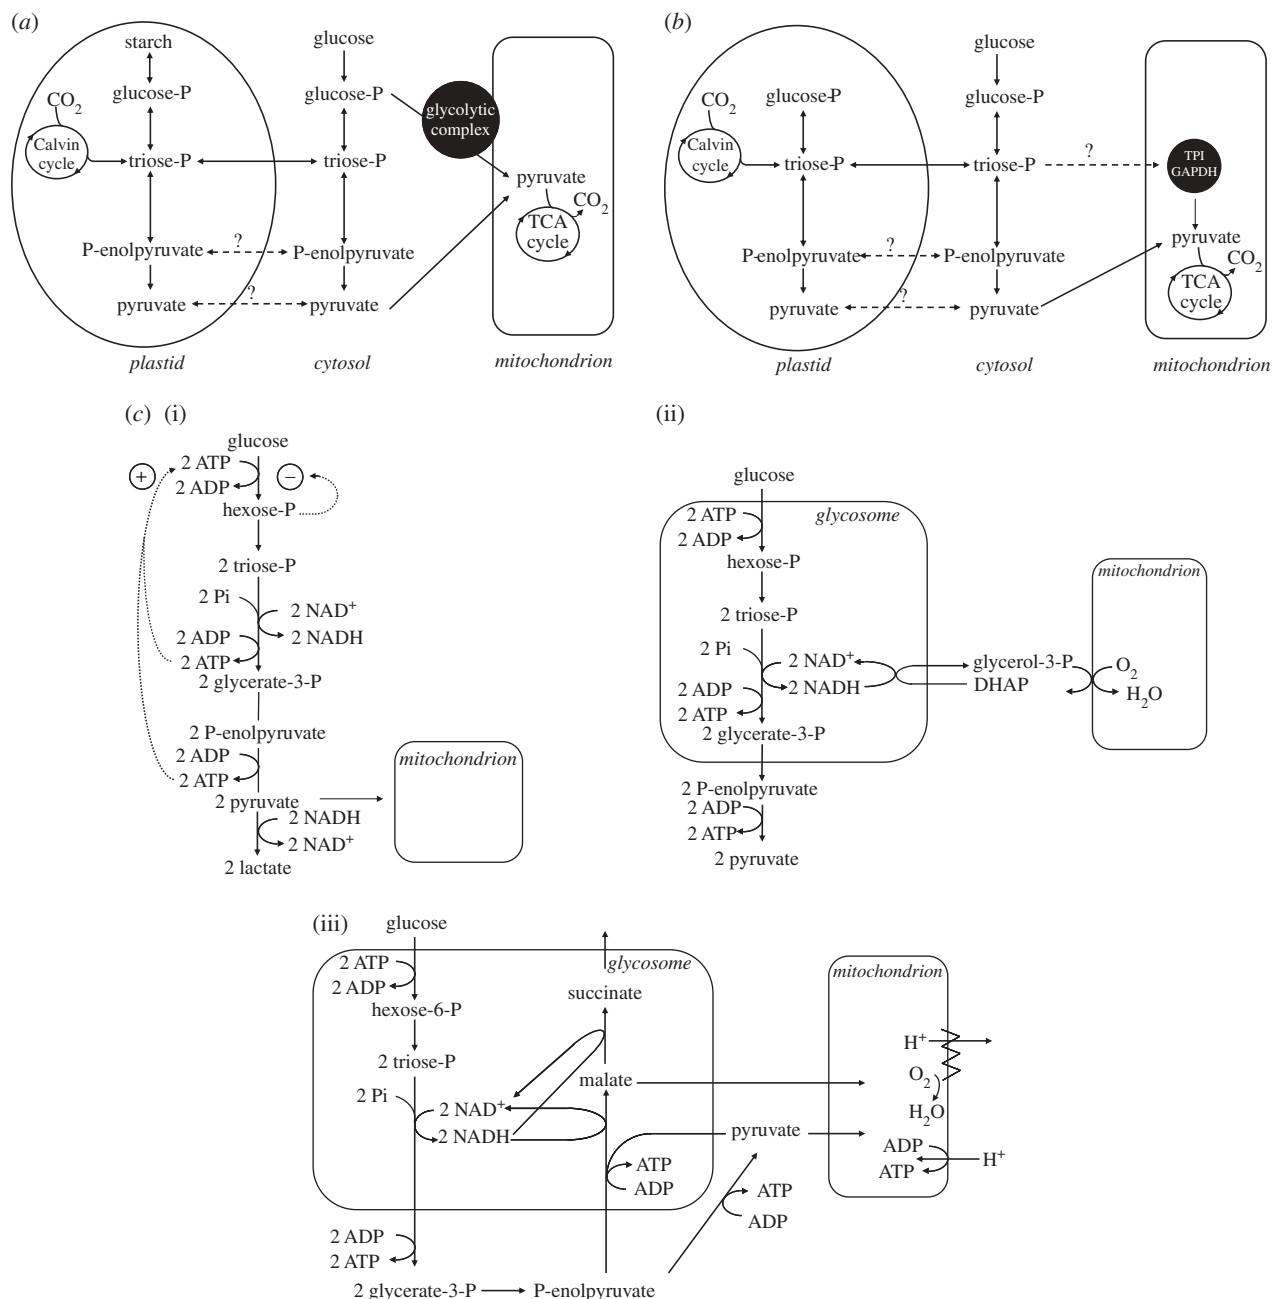 (a)
starch
glucose-P
CO2
Calvin
cycle
triose-P
P-enolpyruvate
pyruvate
plastid
glucose
glucose-P
triose-P
?
P-enolpyruvate
?
pyruvate
cytosol
glycolytic
complex
pyruvate
CO2
TCA
cycle
mitochondrion
(b)
glucose-P
CO2
Calvin
cycle
triose-P
P-enolpyruvate
pyruvate
plastid
glucose
glucose-P
triose-P
?
?
P-enolpyruvate
?
pyruvate
cytosol
TPI
GAPDH
pyruvate
CO2
TCA
cycle
mitochondrion
(c) (i)
glucose
+
2 ATP
−
2 ADP
hexose-P
2 triose-P
2 Pi
2 NAD+
2 ADP
2 NADH
2 ATP
2 glycerate-3-P
2 P-enolpyruvate
2 ADP
2 ATP
2 pyruvate
2 NADH
2 NAD+
2 lactate
mitochondrion
(ii)
glucose
glycosome
2 ATP
2 ADP
hexose-P
2 triose-P
2 Pi
2 NAD+
2 NADH
2 ADP
2 ATP
2 glycerate-3-P
2 P-enolpyruvate
2 ADP
2 ATP
2 pyruvate
glycerol-3-P
DHAP
mitochondrion
O2
H2O
(iii)
glucose
glycosome
2 ATP
2 ADP
hexose-6-P
2 triose-P
2 Pi
2 NAD+
2 NADH
succinate
malate
ATP
ADP
2 ADP
2 ATP
2 glycerate-3-P
P-enolpyruvate
pyruvate
ATP
ADP
mitochondrion
H+
O2
H2O
ADP
ATP
H+